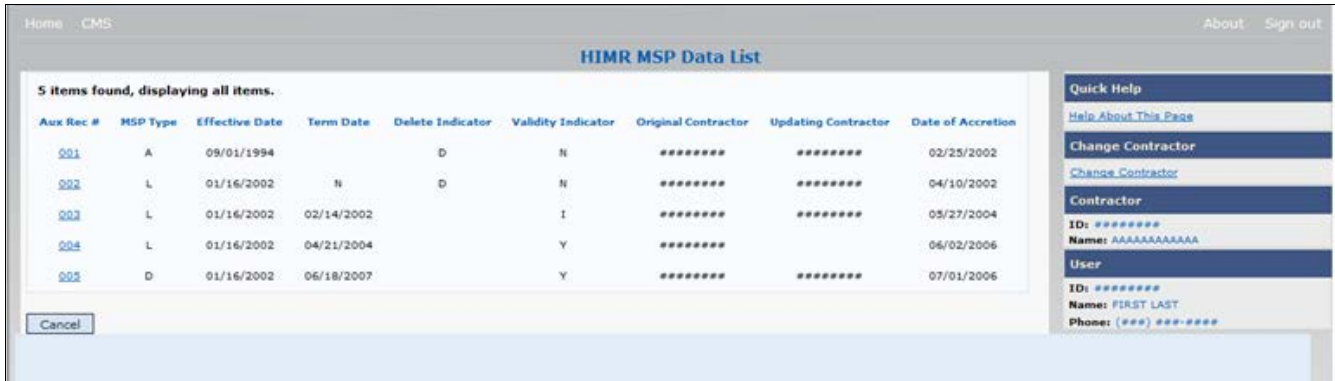 Home CMS About Sign out
HIMR MSP Data List
5 items found, displaying all items.
Aux Rec # MSP Type Effective Date Term Date Delete Indicator Validity Indicator Original Contractor Updating Contractor Date of Accretion
001 A 09/01/1994 D N ######## ######## 02/25/2002
002 L 01/16/2002 N D N ######## ######## 04/10/2002
003 L 01/16/2002 02/14/2002 I ######## ######## 05/27/2004
004 L 01/16/2002 04/21/2004 Y ######## 06/02/2006
005 D 01/16/2002 06/18/2007 Y ######## ######## 07/01/2006
Cancel
Quick Help
Help About This Page
Change Contractor
Change Contractor
Contractor
ID: ########
Name: AAAAAAAAAAAA
User
ID: ########
Name: FIRST LAST
Phone: (###) ###-####